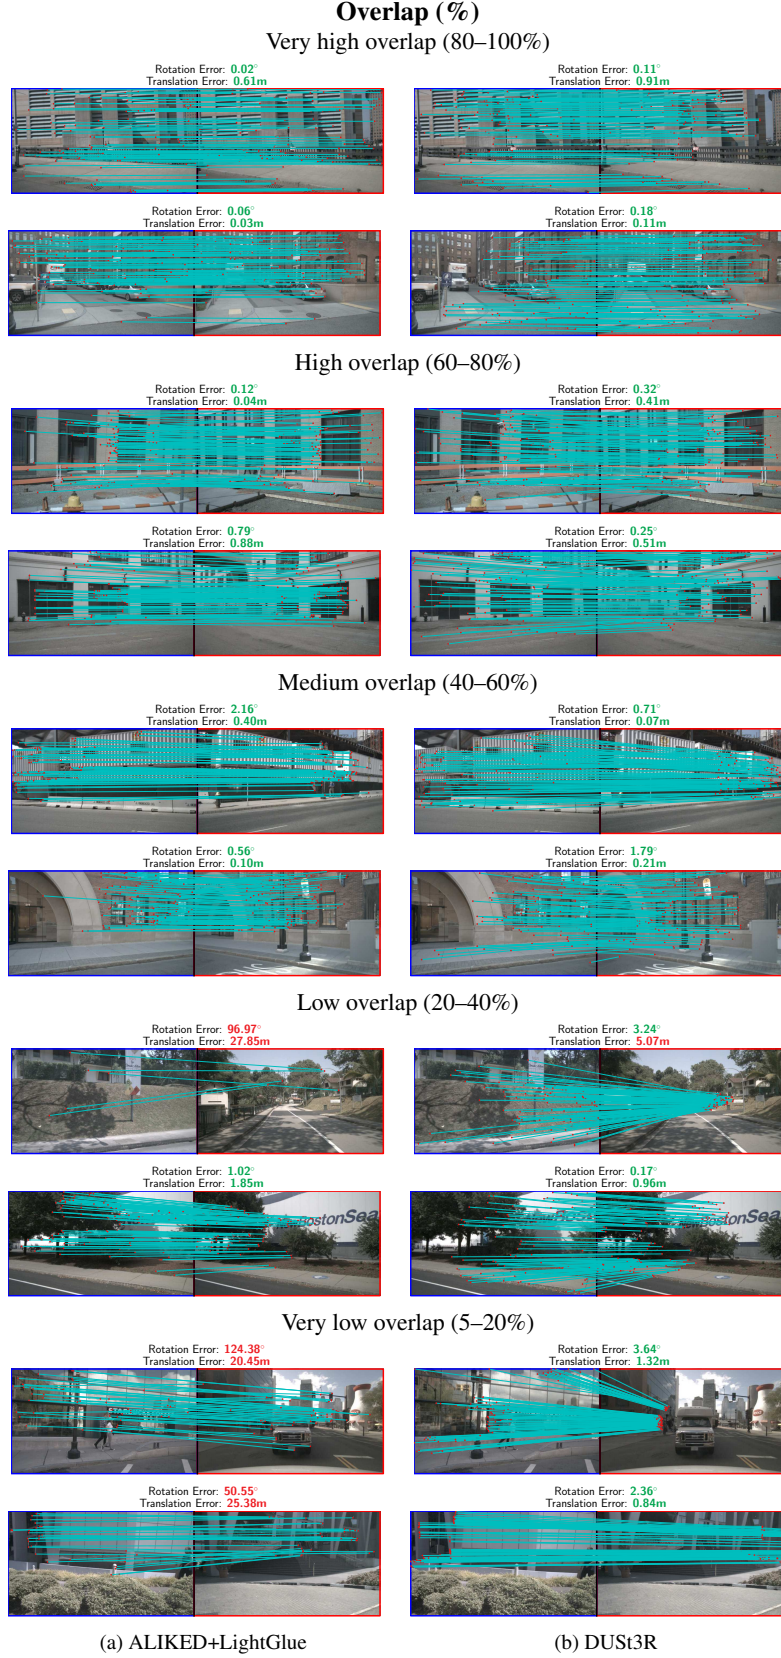 Overlap (%)
Very high overlap (80–100%)
Rotation Error: 0.02°
Translation Error: 0.61m
Rotation Error: 0.11°
Translation Error: 0.91m
Rotation Error: 0.06°
Translation Error: 0.03m
Rotation Error: 0.18°
Translation Error: 0.11m
High overlap (60–80%)
Rotation Error: 0.12°
Translation Error: 0.04m
Rotation Error: 0.32°
Translation Error: 0.41m
Rotation Error: 0.79°
Translation Error: 0.88m
Rotation Error: 0.25°
Translation Error: 0.51m
Medium overlap (40–60%)
Rotation Error: 2.16°
Translation Error: 0.40m
Rotation Error: 0.71°
Translation Error: 0.07m
Rotation Error: 0.56°
Translation Error: 0.10m
Rotation Error: 1.79°
Translation Error: 0.21m
Low overlap (20–40%)
Rotation Error: 96.97°
Translation Error: 27.85m
Rotation Error: 3.24°
Translation Error: 5.07m
Rotation Error: 1.02°
Translation Error: 1.85m
Rotation Error: 0.17°
Translation Error: 0.96m
BostonSea
BostonSea
Very low overlap (5–20%)
Rotation Error: 124.38°
Translation Error: 20.45m
Rotation Error: 3.64°
Translation Error: 1.32m
Rotation Error: 50.55°
Translation Error: 25.38m
Rotation Error: 2.36°
Translation Error: 0.84m
(a) ALIKED+LightGlue
(b) DUSt3R